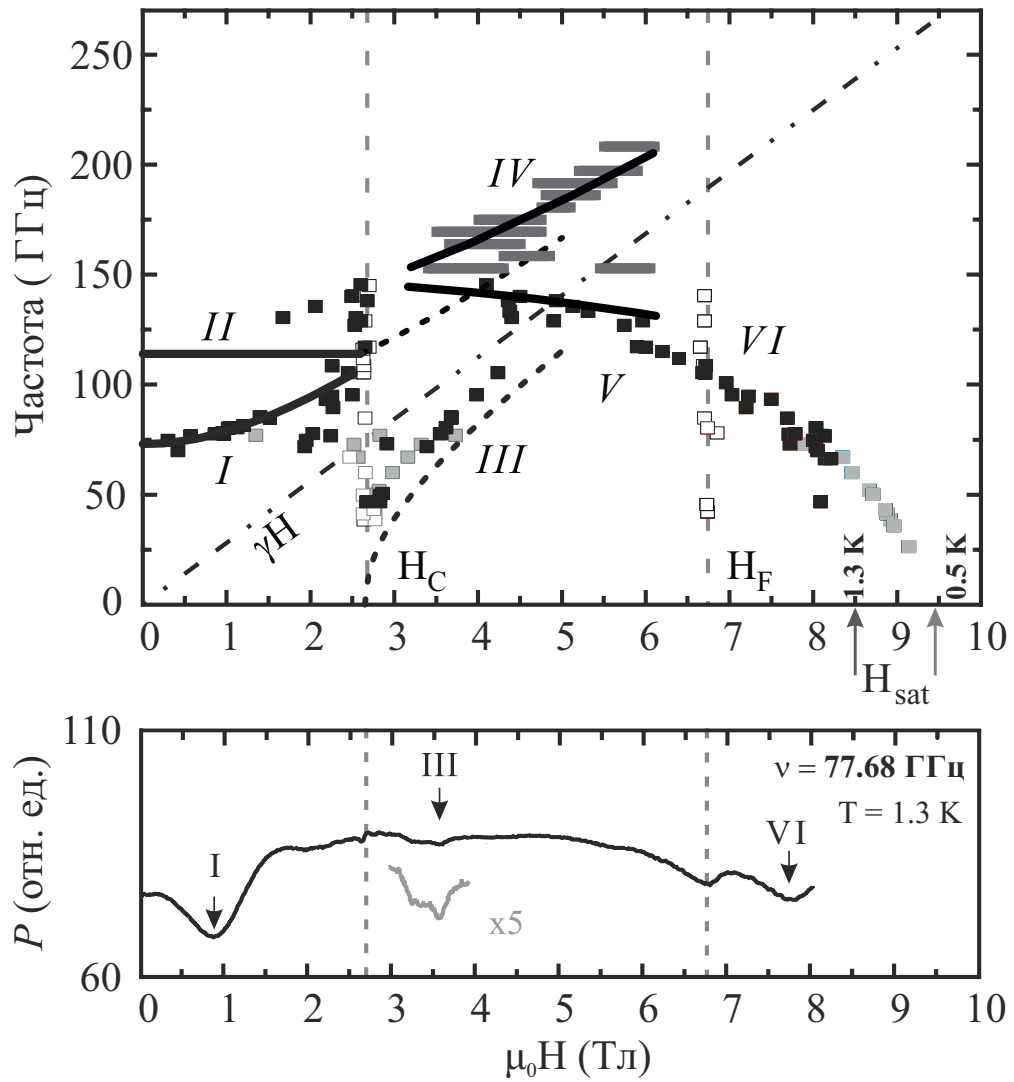 250
200
150
100
50
0
Частота ( ГГц)
IV
II
VI
V
I
III
γH
H_C
H_F
1.3 K
0.5 K
0 1 2 3 4 5 6 7 8 9 10
H_sat
110
60
P (отн. ед.)
III
ν = 77.68 ГГц
T = 1.3 K
I
VI
x5
0 1 2 3 4 5 6 7 8 9 10
μ₀H (Тл)